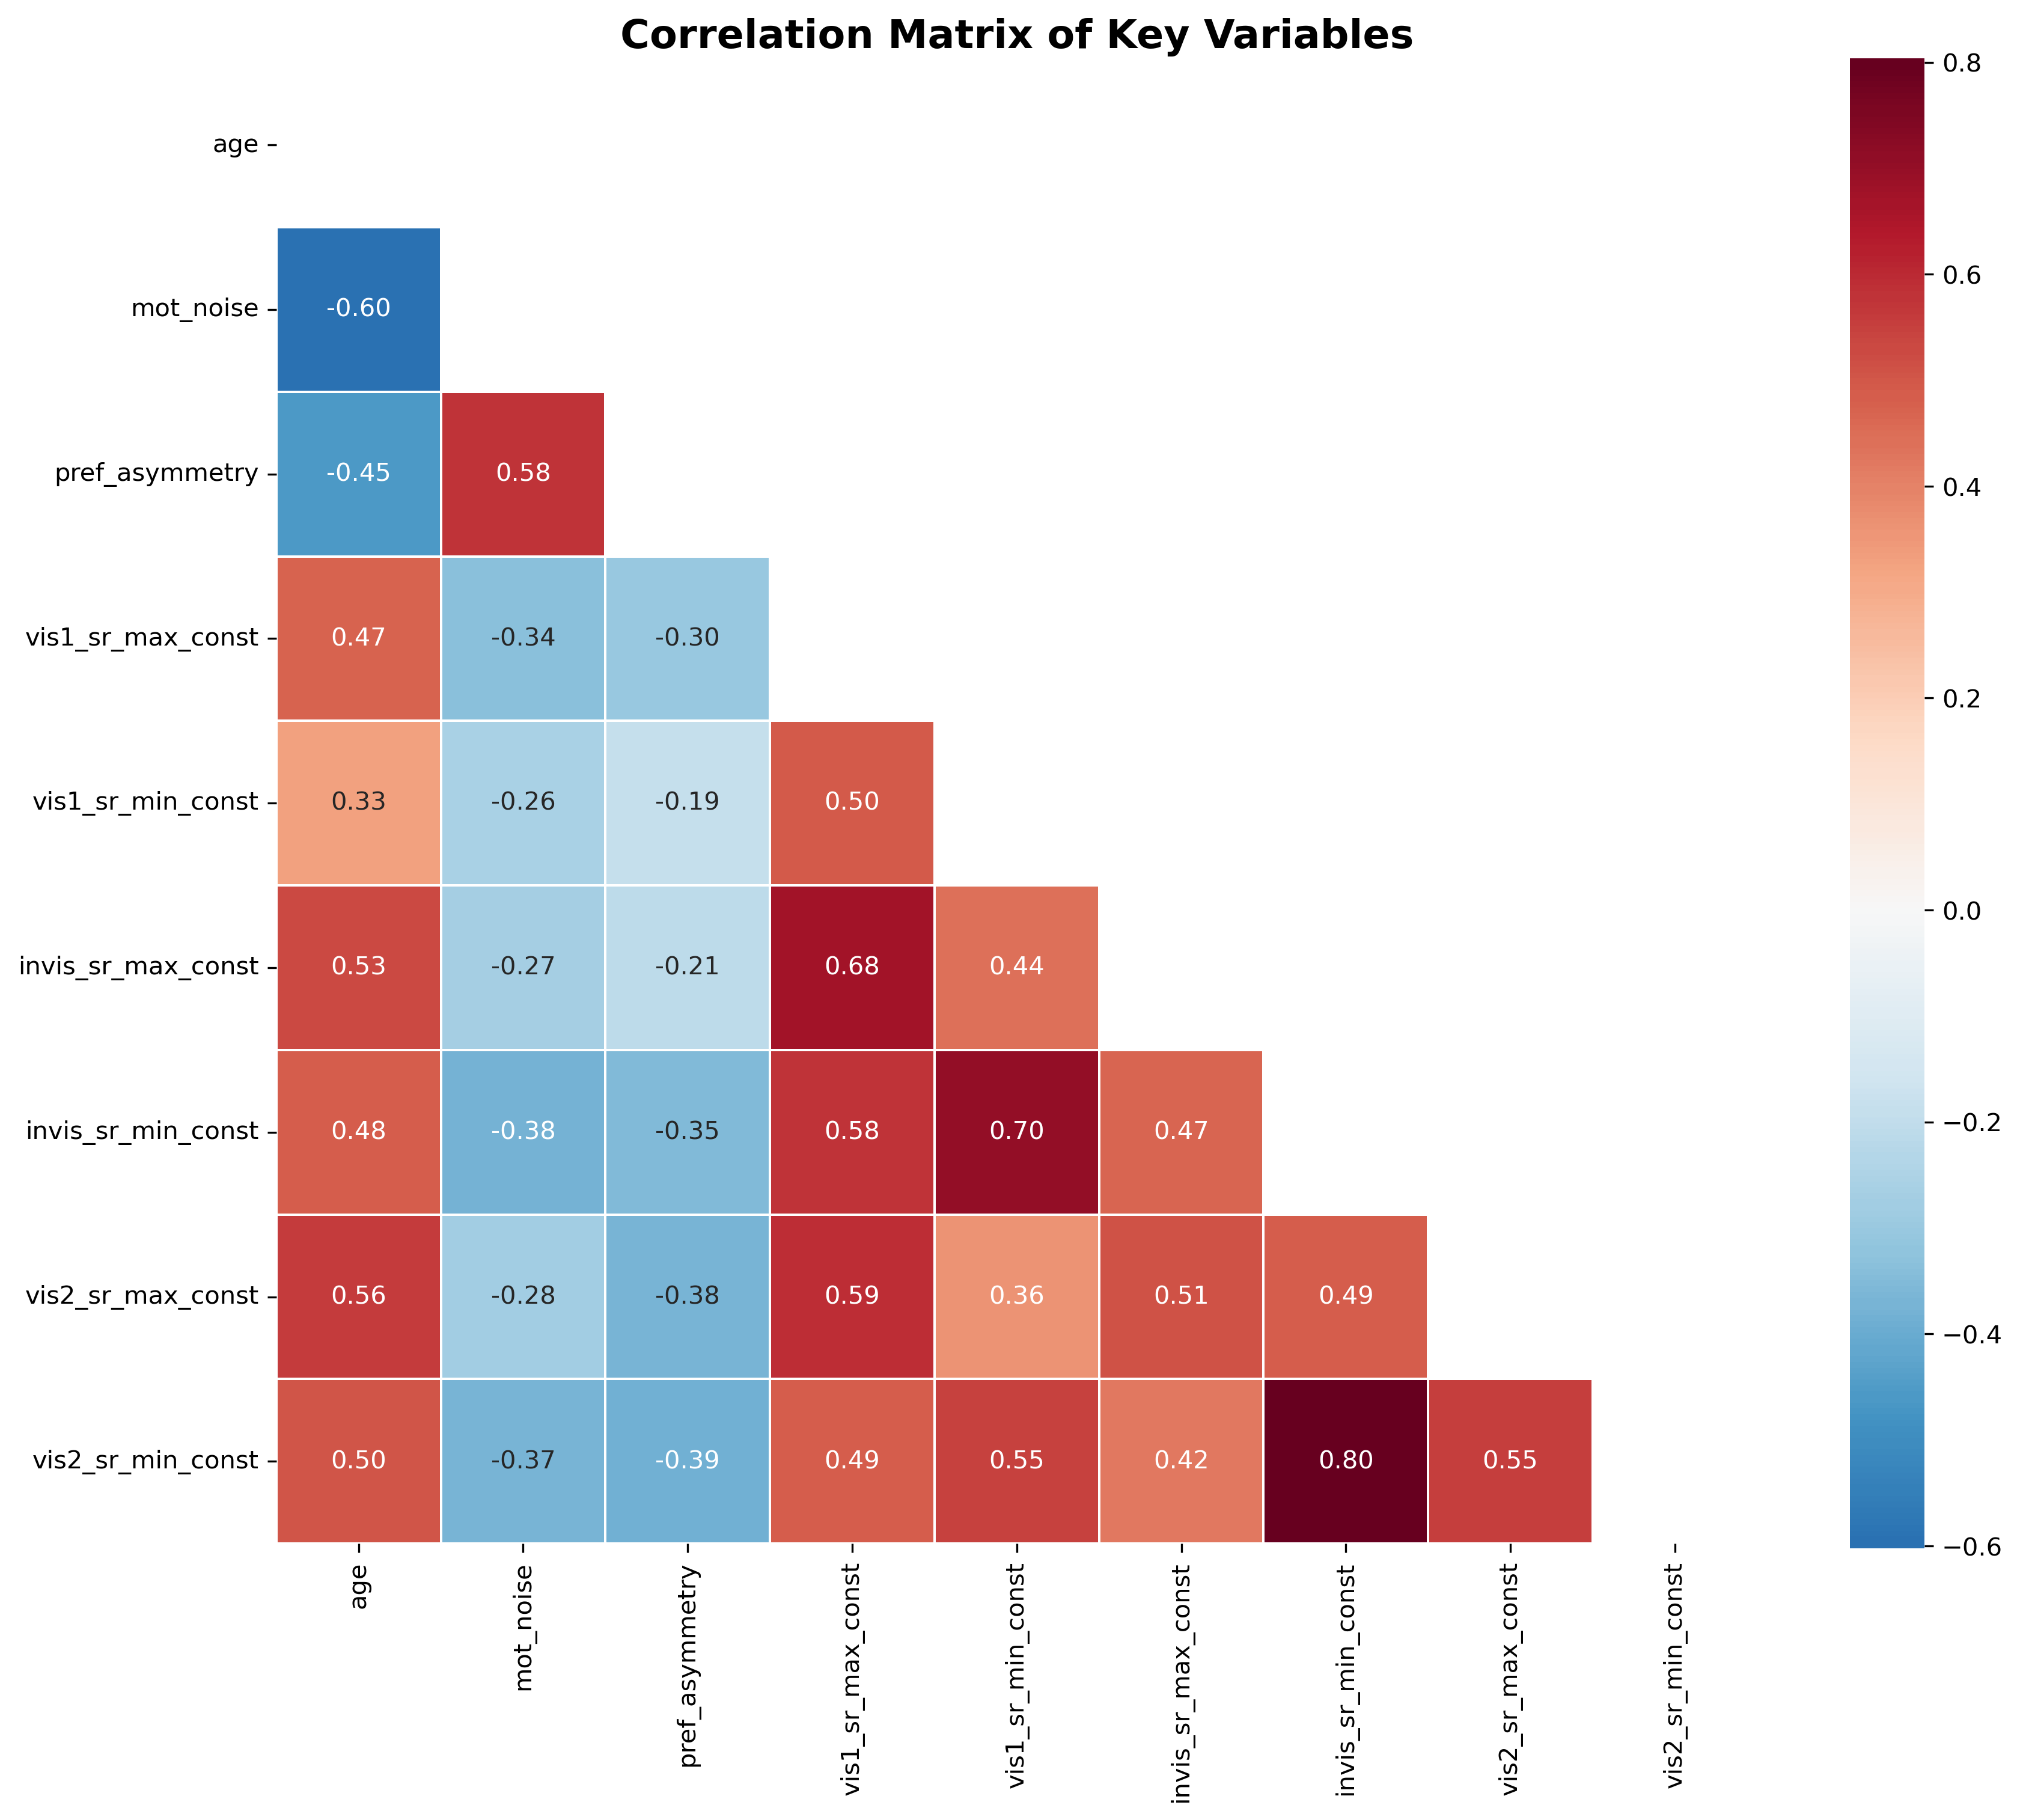 Correlation Matrix of Key Variables
age
mot_noise -0.60
pref_asymmetry -0.45 0.58
vis1_sr_max_const 0.47 -0.34 -0.30
vis1_sr_min_const 0.33 -0.26 -0.19 0.50
invis_sr_max_const 0.53 -0.27 -0.21 0.68 0.44
invis_sr_min_const 0.48 -0.38 -0.35 0.58 0.70 0.47
vis2_sr_max_const 0.56 -0.28 -0.38 0.59 0.36 0.51 0.49
vis2_sr_min_const 0.50 -0.37 -0.39 0.49 0.55 0.42 0.80 0.55
age
mot_noise
pref_asymmetry
vis1_sr_max_const
vis1_sr_min_const
invis_sr_max_const
invis_sr_min_const
vis2_sr_max_const
vis2_sr_min_const
0.8
0.6
0.4
0.2
0.0
−0.2
−0.4
−0.6